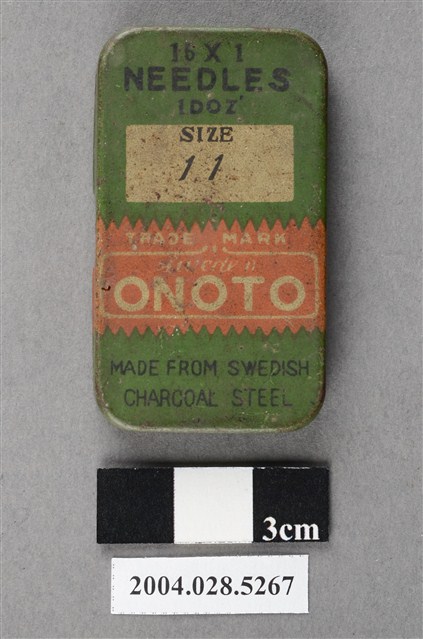 16 X 1
NEEDLES
1 DOZ
SIZE
11
TRADE MARK
ONOTO
MADE FROM SWEDISH
CHARCOAL STEEL
3cm
2004.028.5267